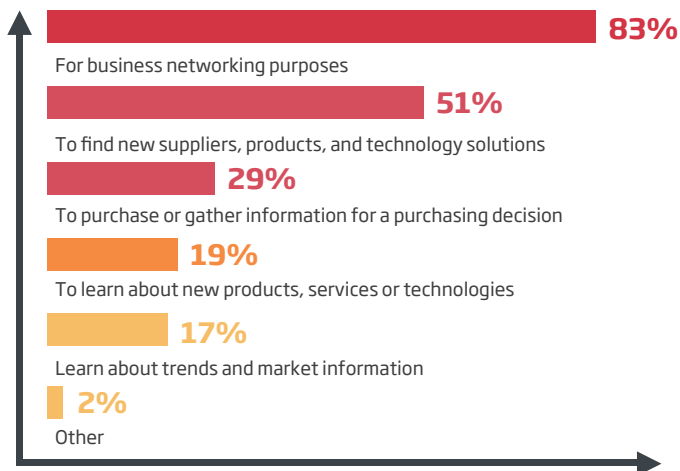 83%
For business networking purposes
51%
To find new suppliers, products, and technology solutions
29%
To purchase or gather information for a purchasing decision
19%
To learn about new products, services or technologies
17%
Learn about trends and market information
2%
Other